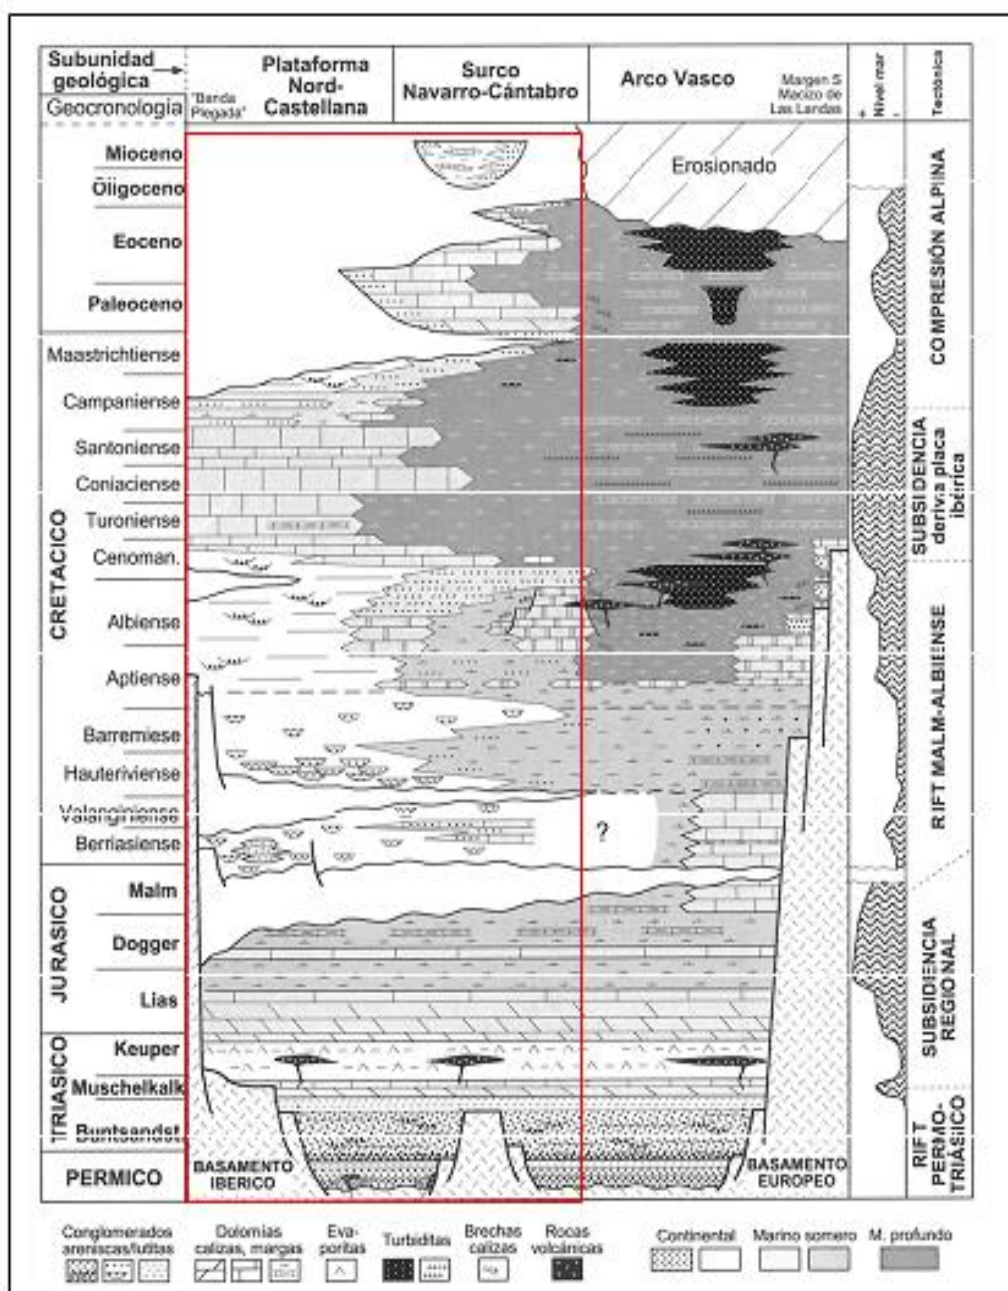 Subunidad
geológica
Geocronología
"Banda
Plegada"
Plataforma
Nord-
Castellana
Surco
Navarro-Cántabro
Arco Vasco
Margen S
Macizo de
Las Landas
+ Nivel mar -
Tectónica
Mioceno
Oligoceno
Eoceno
Paleoceno
Maastrichtiense
Campaniense
Santoniense
Coniaciense
Turoniense
Cenoman.
Albiense
Aptiense
Barremiese
Hauteriviense
Valanginiense
Berriasiense
Malm
Dogger
Lias
Keuper
Muschelkalk
Buntsandst.
PERMICO
CRETACICO
JURASICO
TRIASICO
Erosionado
?
BASAMENTO
IBERICO
BASAMENTO
EUROPEO
COMPRESIÓN ALPINA
SUBSIDENCIA
deriva placa
ibérica
RIFT MALM-ALBIENSE
SUBSIDENCIA
REGIONAL
RIFT
PERMO-
TRIÁSICO
Conglomerados
areniscas/lutitas
Dolomías
calizas, margas
Eva-
poritas
Turbiditas
Brechas
calizas
Rocas
volcánicas
Continental
Marino somero
M. profundo